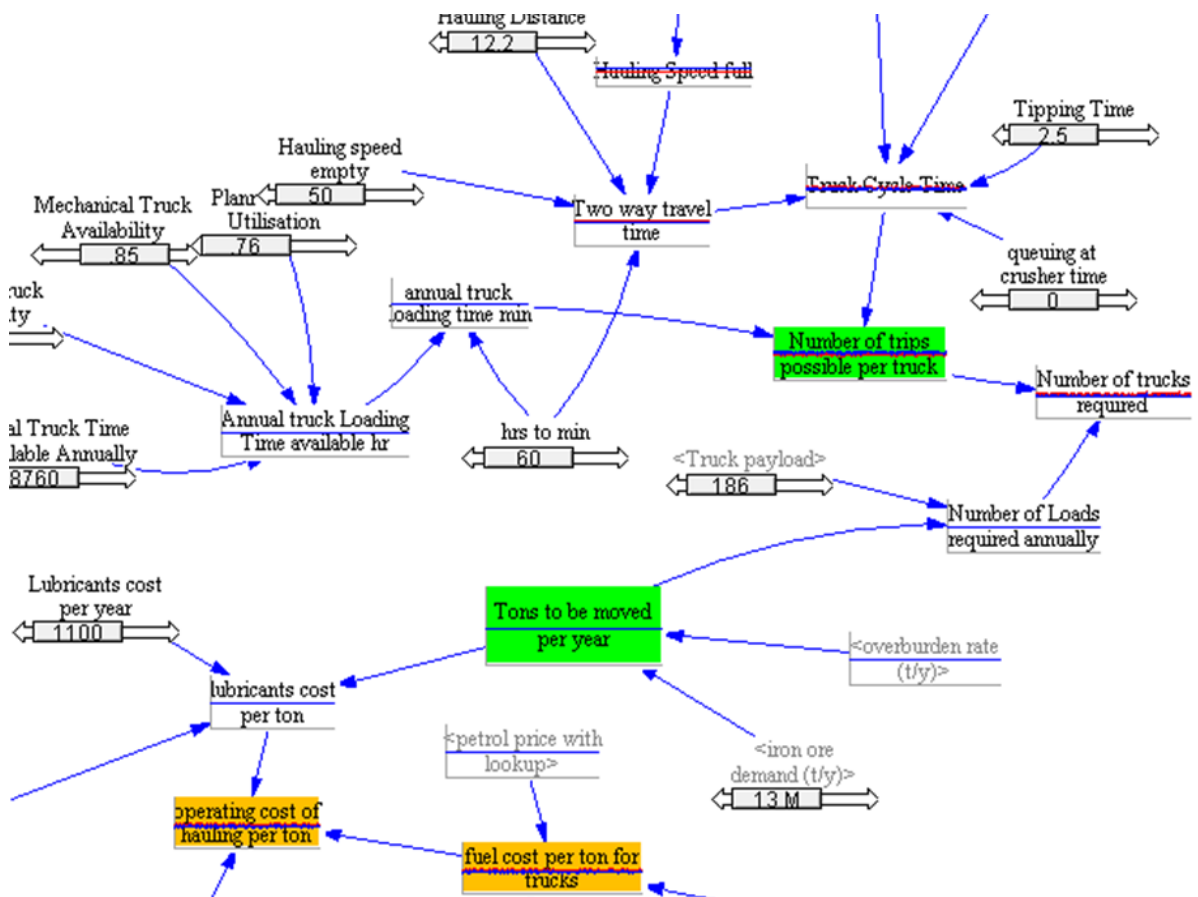 Hauling Distance
12.2
Hauling Speed full
Tipping Time
2.5
Hauling speed
empty
50
Truck Cycle Time
Mechanical Truck
Availability
.85
Utilisation
.76
Two way travel
time
queuing at
crusher time
0
annual truck
loading time min
Number of trips
possible per truck
Number of trucks
required
Annual truck Loading
Time available hr
Truck Time
Annually
8760
hrs to min
60
<Truck payload>
186
Number of Loads
required annually
Lubricants cost
per year
1100
Tons to be moved
per year
<overburden rate
(t/y)>
lubricants cost
per ton
<petrol price with
lookup>
<iron ore
demand (t/y)>
13 M
operating cost of
hauling per ton
fuel cost per ton for
trucks